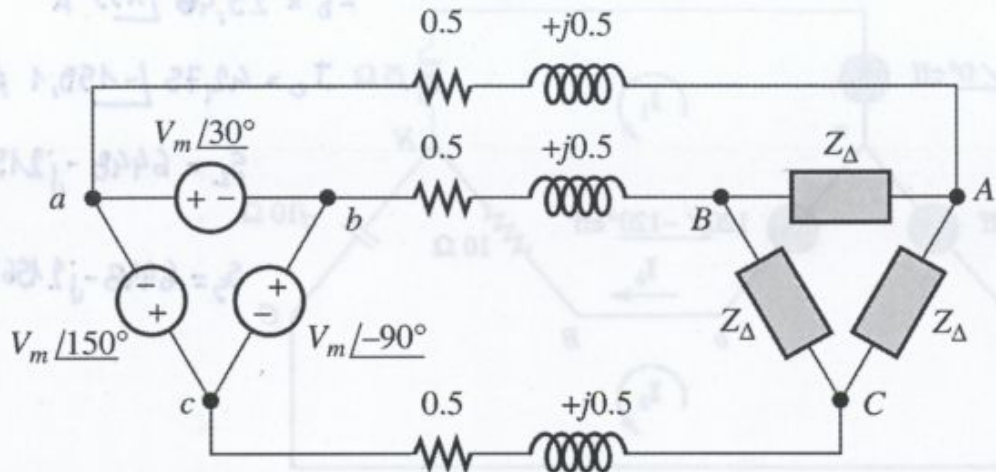 0.5 +j0.5
V_m /30°
0.5 +j0.5
Z_Δ
a
+ -
b
B
A
-
+
+
-
V_m /150°
V_m /-90°
Z_Δ
Z_Δ
c
C
0.5 +j0.5